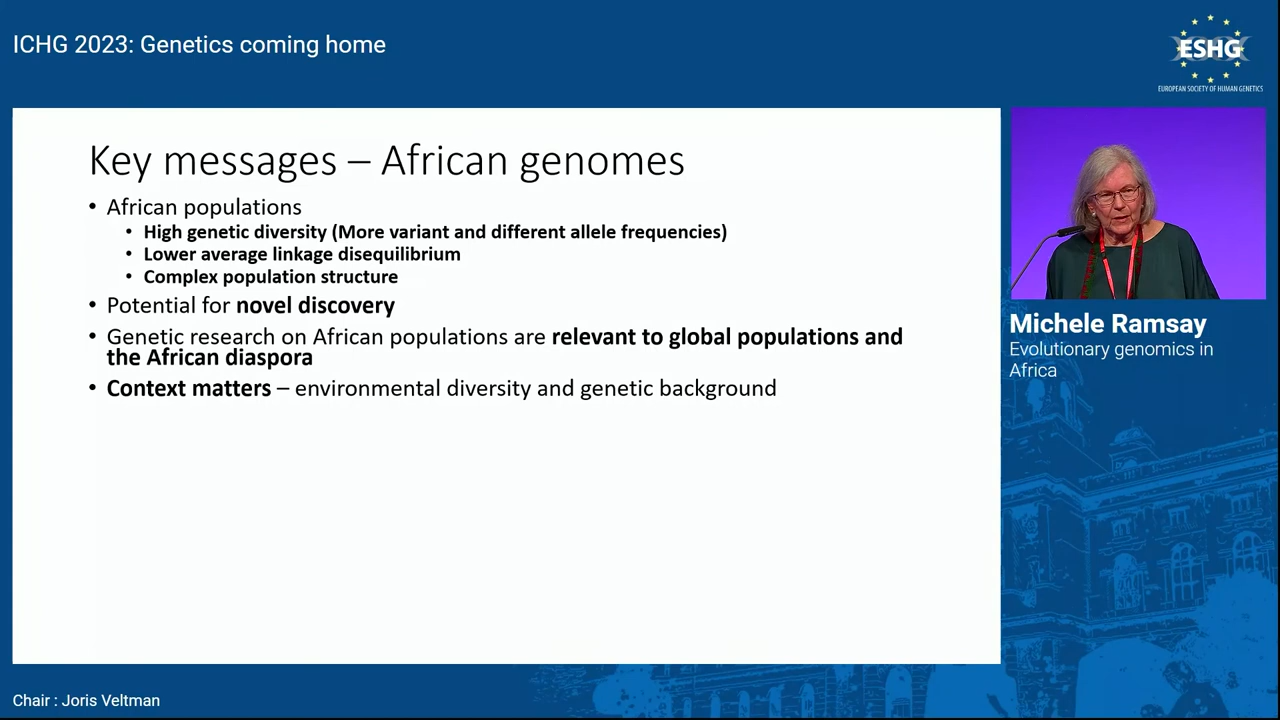 ICHG 2023: Genetics coming home
ESHG
EUROPEAN SOCIETY OF HUMAN GENETICS
Key messages – African genomes
• African populations
• High genetic diversity (More variant and different allele frequencies)
• Lower average linkage disequilibrium
• Complex population structure
• Potential for novel discovery
• Genetic research on African populations are relevant to global populations and
the African diaspora
• Context matters – environmental diversity and genetic background
Michele Ramsay
Evolutionary genomics in
Africa
Chair : Joris Veltman